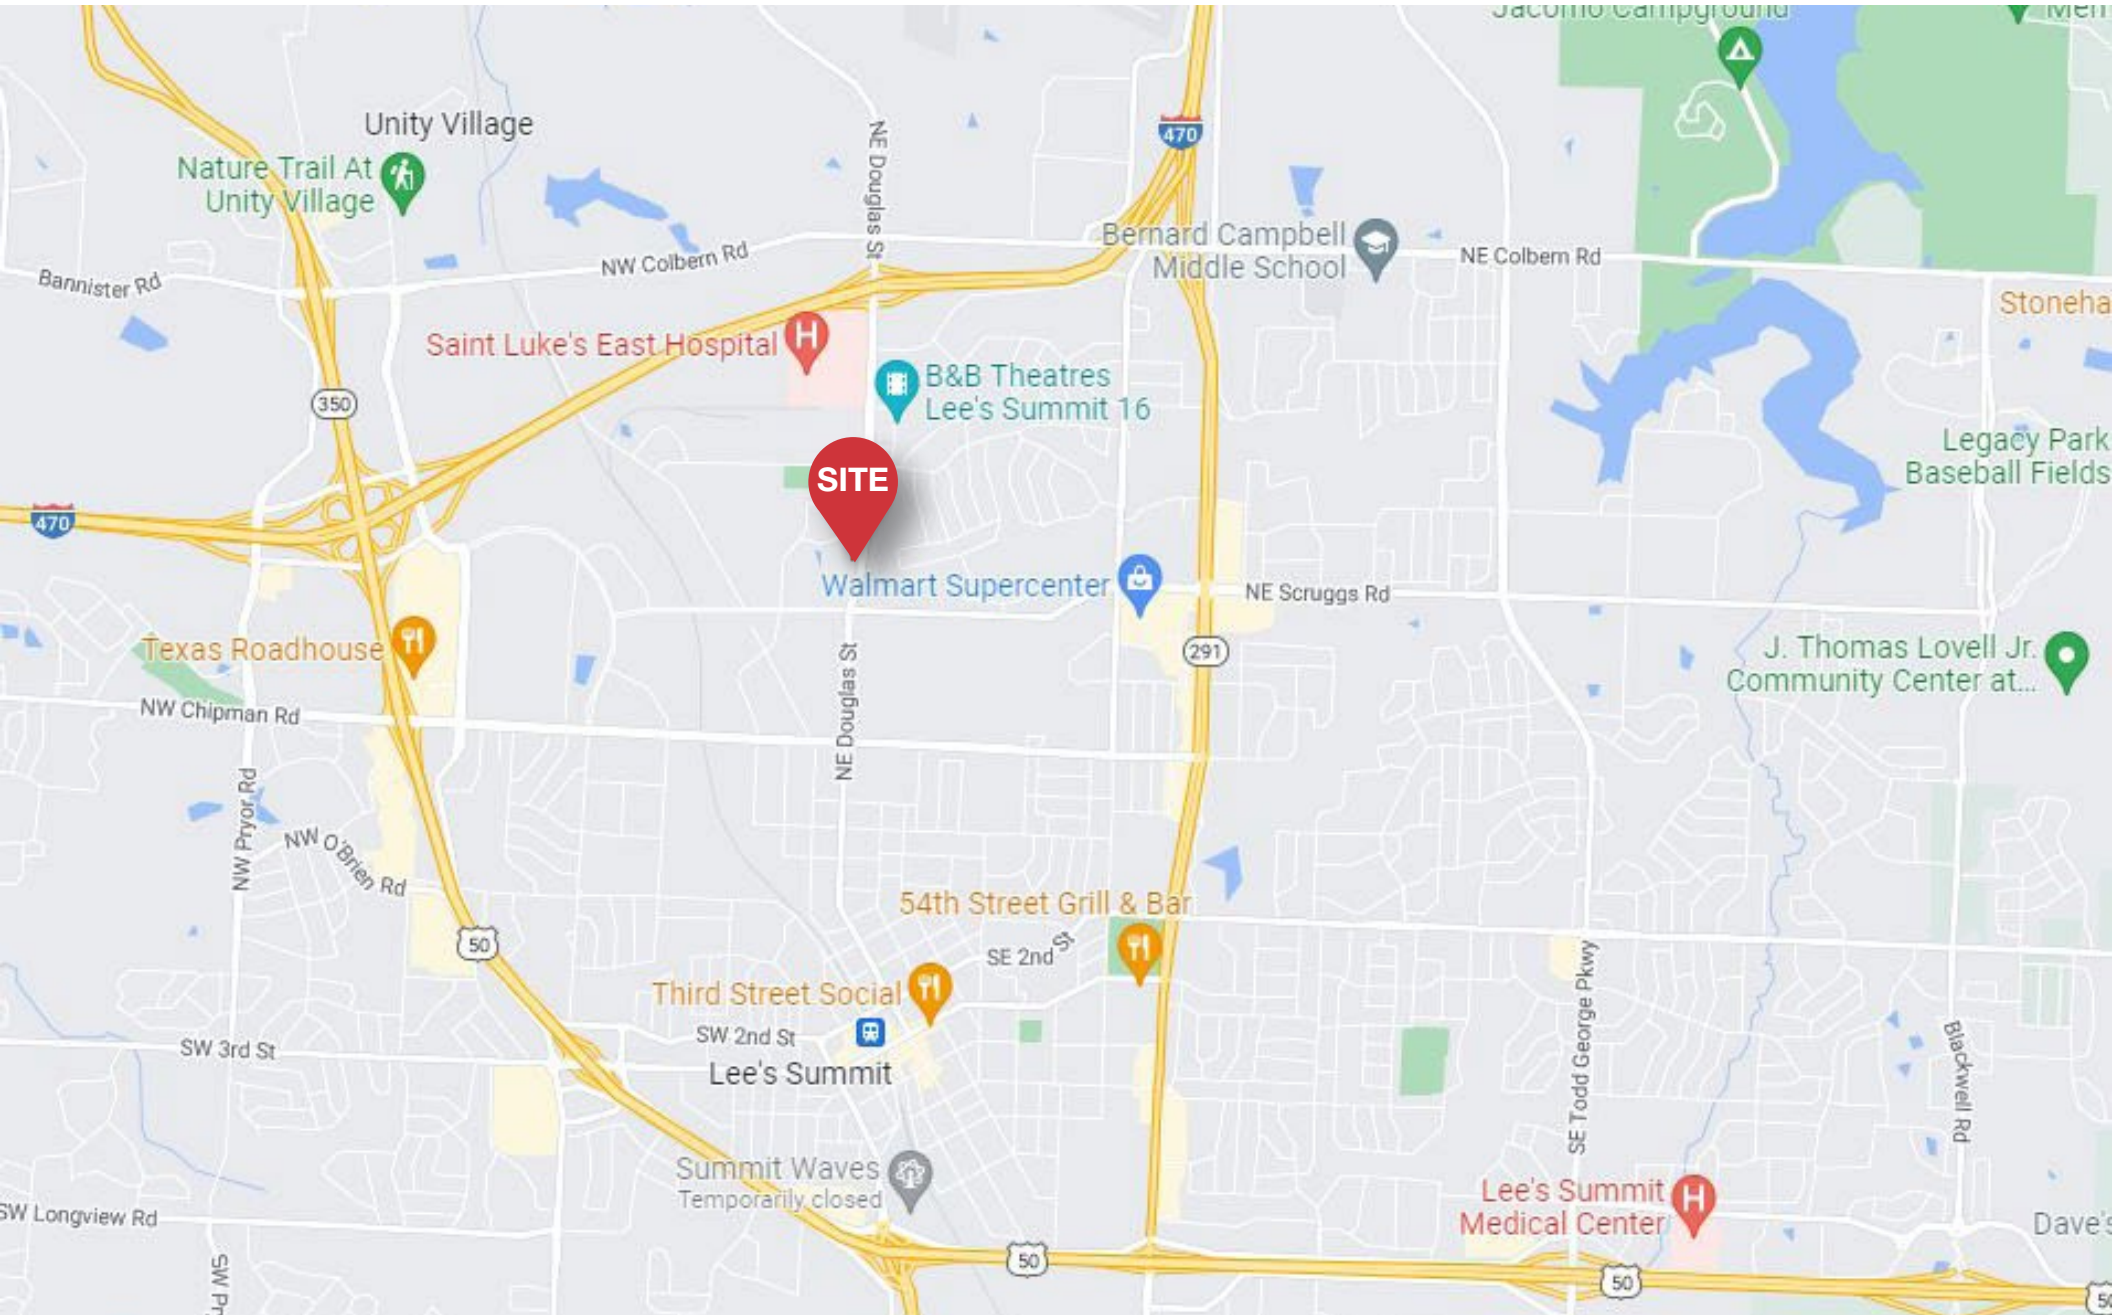 Jacomo Campground
Unity Village
Nature Trail At
Unity Village
NE Douglas St
470
Bernard Campbell
Middle School
NW Colbern Rd
NE Colbern Rd
Bannister Rd
Stoneha
Saint Luke's East Hospital
B&B Theatres
Lee's Summit 16
350
Legacy Park
Baseball Fields
SITE
470
Walmart Supercenter
NE Scruggs Rd
Texas Roadhouse
291
J. Thomas Lovell Jr.
Community Center at...
NE Douglas St
NW Chipman Rd
NW Pryor Rd
NW O'Brien Rd
54th Street Grill & Bar
50
SE 2nd St
Third Street Social
SE Todd George Pkwy
SW 2nd St
SW 3rd St
Lee's Summit
Blackwell Rd
Summit Waves
Temporarily closed
Lee's Summit
Medical Center
SW Longview Rd
Dave's
50
50
50